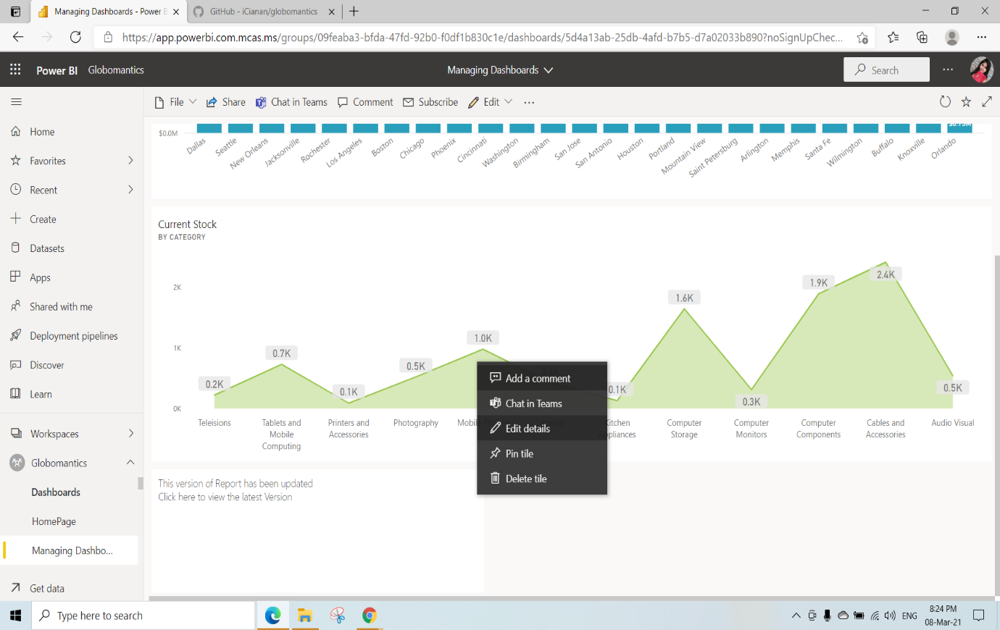 Managing Dashboards - Power B
GitHub - iCianan/globomantics
https://app.powerbi.com.mcas.ms/groups/09feaba3-bfda-47fd-92b0-f0df1b830c1e/dashboards/5d4a13ab-25db-4afd-b7b5-d7a02033b890?noSignUpChec...
Power BI Globomantics
Managing Dashboards
Search
File
Share
Chat in Teams
Comment
Subscribe
Edit
Home
Favorites
Recent
Create
Datasets
Apps
Shared with me
Deployment pipelines
Discover
Learn
Workspaces
Globomantics
Dashboards
HomePage
Managing Dashbo...
Get data
$0.0M
Dallas
Seattle
New Orleans
Jacksonville
Rochester
Los Angeles
Boston
Chicago
Phoenix
Cincinnati
Washington
Birmingham
San Jose
San Antonio
Houston
Portland
Mountain View
Saint Petersburg
Arlington
Memphis
Santa Fe
Wilmington
Buffalo
Knoxville
Orlando
Current Stock
BY CATEGORY
2K
1K
0K
0.2K
0.7K
0.1K
0.5K
1.0K
0.1K
1.6K
0.3K
1.9K
2.4K
0.5K
Teleisions
Tablets and
Mobile
Computing
Printers and
Accessories
Photography
Kitchen
Computer
Storage
Computer
Monitors
Computer
Components
Cables and
Accessories
Audio Visual
Add a comment
Chat in Teams
Edit details
Pin tile
Delete tile
This version of Report has been updated
Click here to view the latest Version
Type here to search
ENG
8:24 PM
08-Mar-21